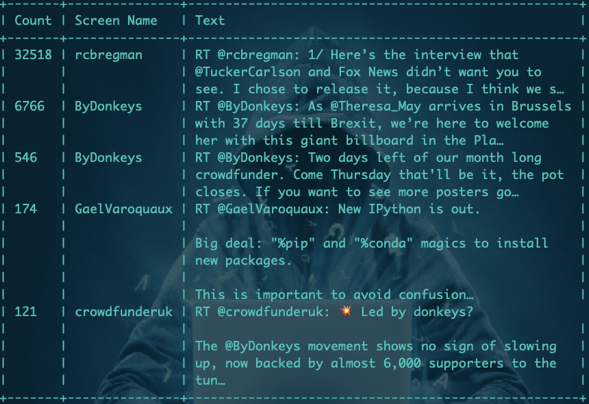 Count | Screen Name | Text
32518 | rcbregman | RT @rcbregman: 1/ Here’s the interview that
@TuckerCarlson and Fox News didn’t want you to
see. I chose to release it, because I think we s…
6766 | ByDonkeys | RT @ByDonkeys: As @Theresa_May arrives in Brussels
with 37 days till Brexit, we’re here to welcome
her with this giant billboard in the Pla…
546 | ByDonkeys | RT @ByDonkeys: Two days left of our month long
crowdfunder. Come Thursday that'll be it, the pot
closes. If you want to see more posters go…
174 | GaelVaroquaux | RT @GaelVaroquaux: New IPython is out.
Big deal: "%pip" and "%conda" magics to install
new packages.
This is important to avoid confusion…
121 | crowdfunderuk | RT @crowdfunderuk: 💥 Led by donkeys?
The @ByDonkeys movement shows no sign of slowing
up, now backed by almost 6,000 supporters to the
tun…